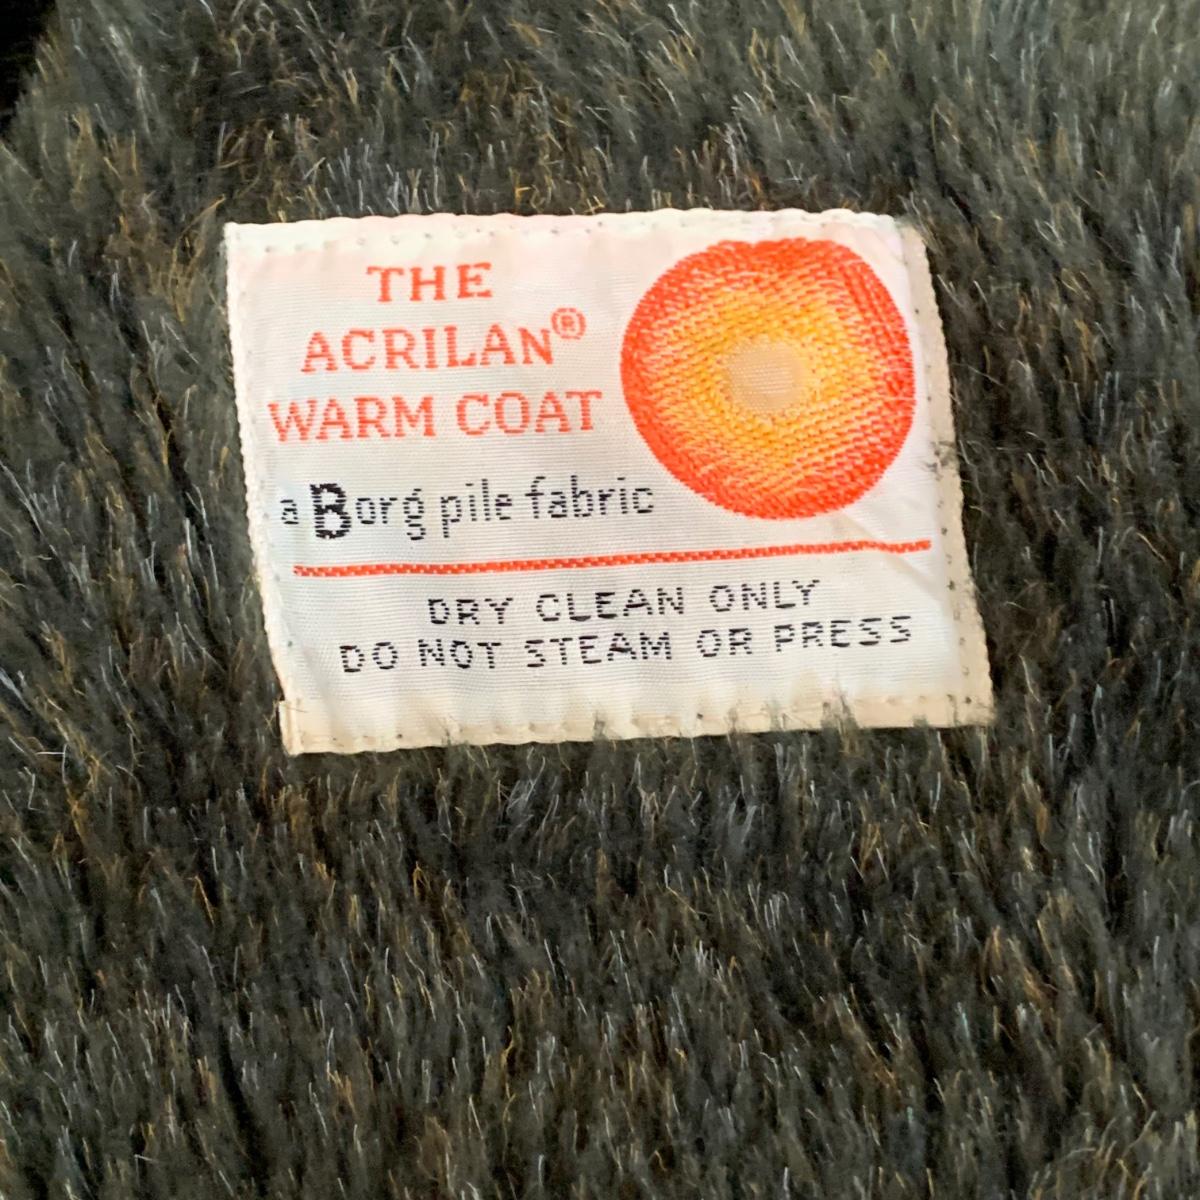 THE
ACRILAN®
WARM COAT
a Borg pile fabric
DRY CLEAN ONLY
DO NOT STEAM OR PRESS